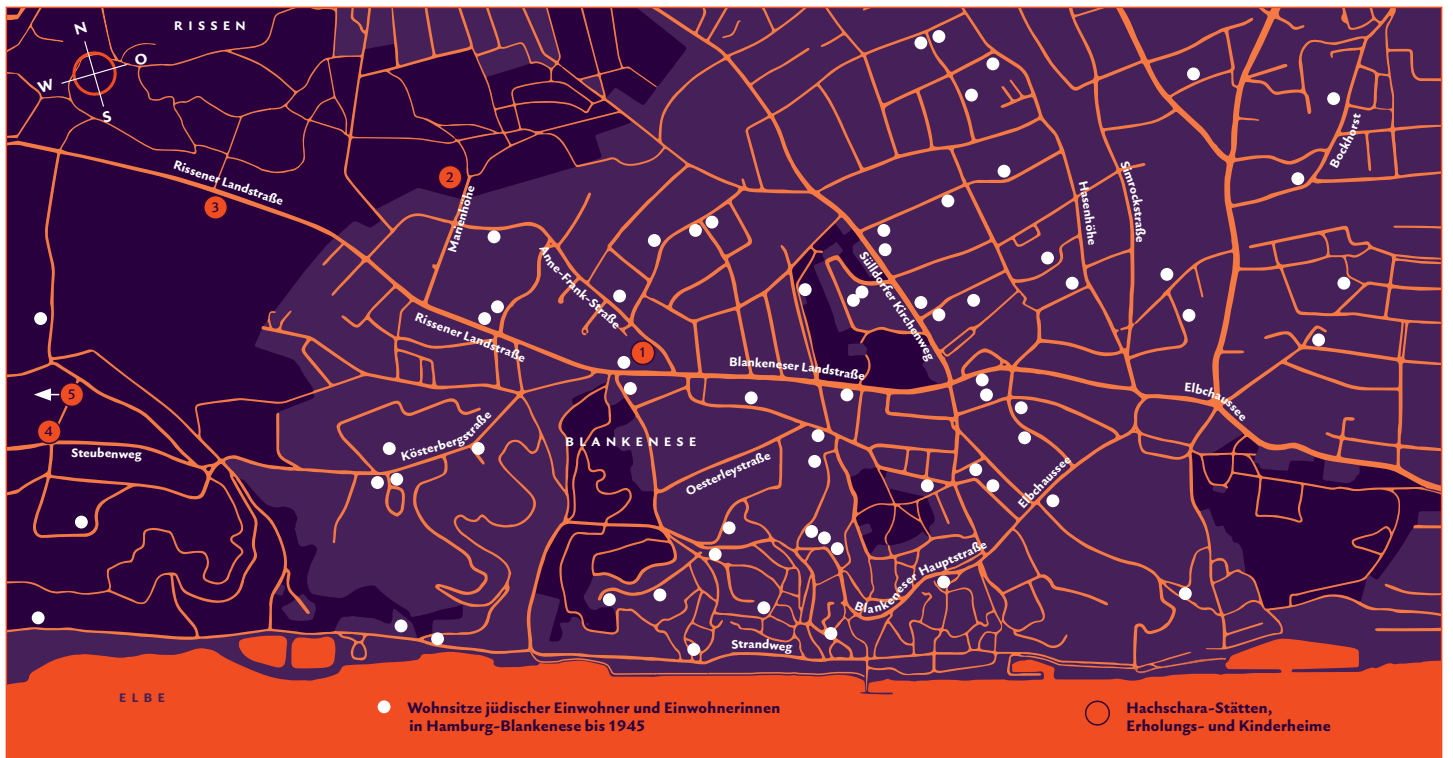 RISSEN
N
O
W
S
Rissener Landstraße
3
2
Marienhöhe
Anne-Frank-Straße
Rissener Landstraße
1
Blankeneser Landstraße
Sülldorfer Kirchenweg
Hasenhöhe
Simrockstraße
Bockhorst
Elbchaussee
5
4
Steubenweg
Kösterbergstraße
BLANKENESE
Oesterleystraße
Elbchaussee
Blankeneser Hauptstraße
Strandweg
ELBE
Wohnsitze jüdischer Einwohner und Einwohnerinnen
in Hamburg-Blankenese bis 1945
Hachschara-Stätten,
Erholungs- und Kinderheime